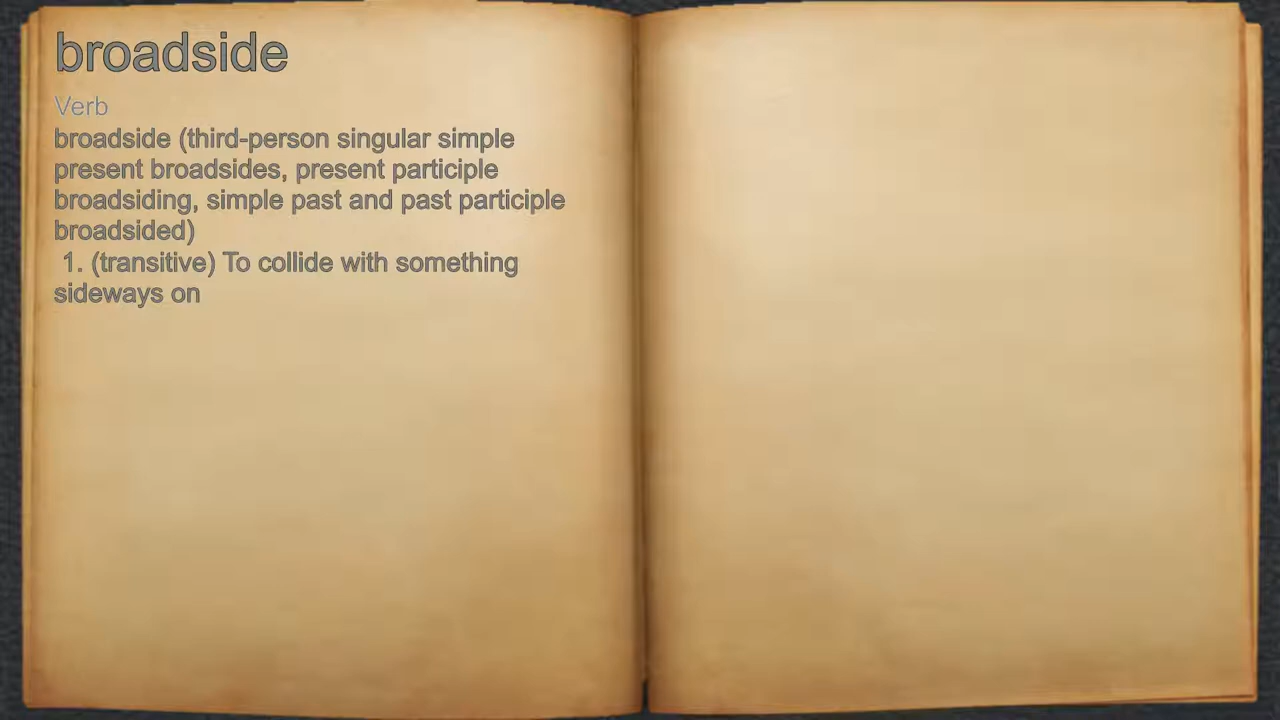 broadside
Verb
broadside (third-person singular simple
present broadsides, present participle
broadsiding, simple past and past participle
broadsided)
1. (transitive) To collide with something
sideways on